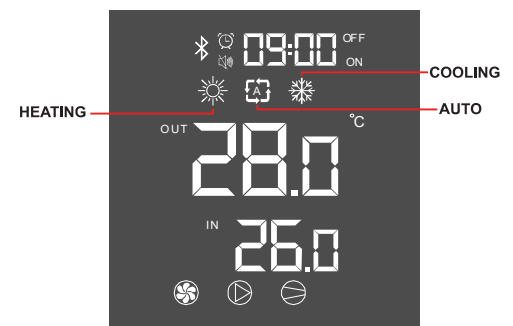 09:00 OFF
ON
COOLING
HEATING
A
AUTO
OUT 28.0 °C
IN 26.0